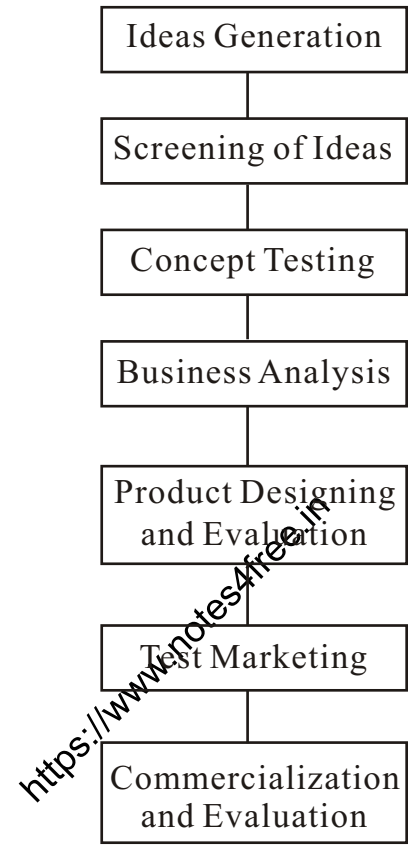 Ideas Generation
Screening of Ideas
Concept Testing
Business Analysis
Product Designing
and Evaluation
Test Marketing
Commercialization
and Evaluation
https://www.notes4free.in